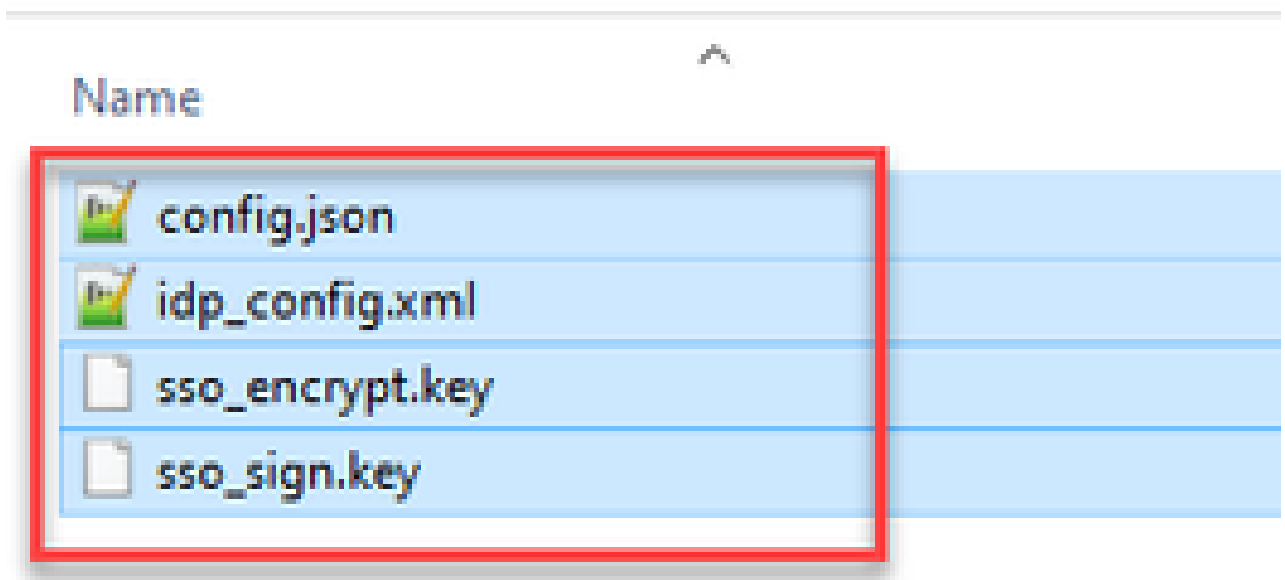 Name
config.json
idp_config.xml
sso_encrypt.key
sso_sign.key